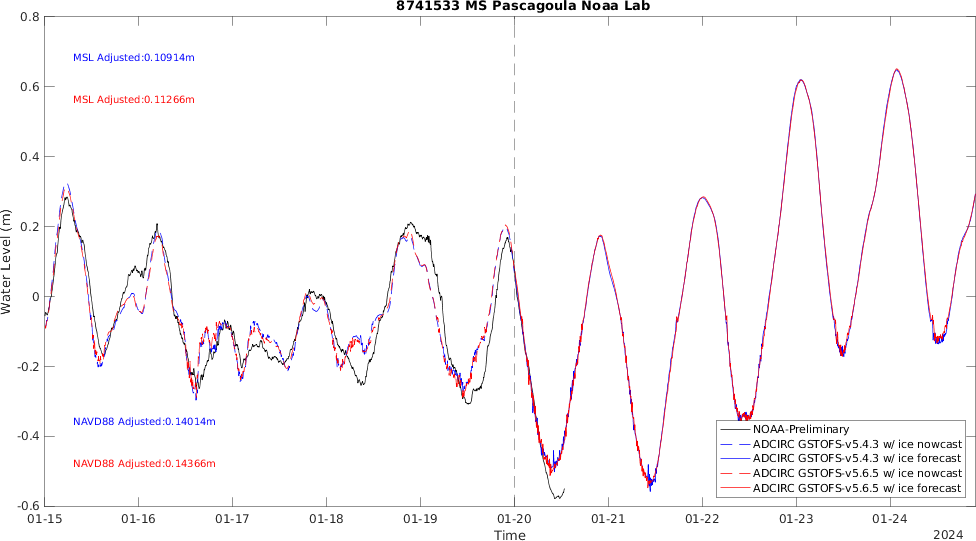 8741533 MS Pascagoula Noaa Lab
0.8
0.6
0.4
0.2
0
-0.2
-0.4
-0.6
Water Level (m)
MSL Adjusted:0.10914m
MSL Adjusted:0.11266m
NAVD88 Adjusted:0.14014m
NAVD88 Adjusted:0.14366m
NOAA-Preliminary
ADCIRC GSTOFS-v5.4.3 w/ ice nowcast
ADCIRC GSTOFS-v5.4.3 w/ ice forecast
ADCIRC GSTOFS-v5.6.5 w/ ice nowcast
ADCIRC GSTOFS-v5.6.5 w/ ice forecast
01-15 01-16 01-17 01-18 01-19 01-20 01-21 01-22 01-23 01-24
Time
2024